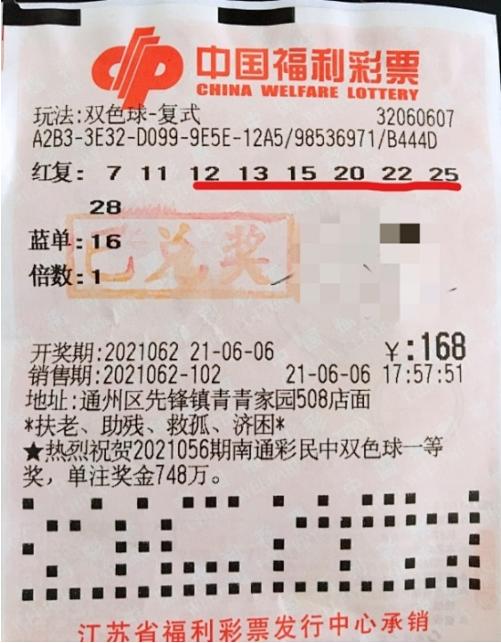 中国福利彩票
CHINA WELFARE LOTTERY
玩法:双色球-复式 32060607
A2B3-3E32-D099-9E5E-12A5/98536971/B444D
红复: 7 11 12 13 15 20 22 25
28
蓝单:16
已兑奖
倍数:1
开奖期:2021062 21-06-06 ¥:168
销售期:2021062-102 21-06-06 17:57:51
地址:通州区先锋镇青青家园508店面
*扶老、助残、救孤、济困*
★热烈祝贺2021056期南通彩民中双色球一等
奖,单注奖金748万。
江苏省福利彩票发行中心承销